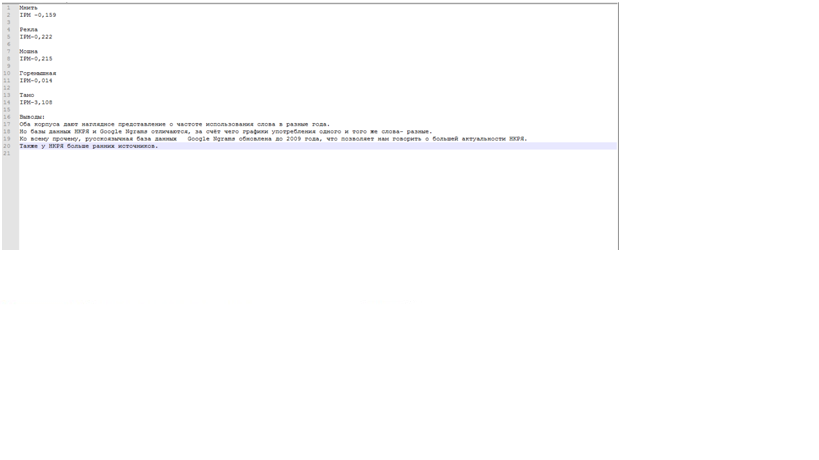 1 Мнить
2 IPM -0,159
3
4 Рекла
5 IPM-0,222
6
7 Мошна
8 IPM-0,215
9
10 Горянышная
11 IPM-0,014
12
13 Тамо
14 IPM-3,108
15
16 Выводы:
17 Оба корпуса дают наглядное представление о частоте использования слова в разные года.
18 Но базы данных НКРЯ и Google Ngrams отличаются, за счёт чего графики употребления одного и того же слова- разные.
19 Ко всему прочему, русскоязычная база данных Google Ngrams обновлена до 2009 года, что позволяет нам говорить о большей актуальности НКРЯ.
20 Также у НКРЯ больше ранних источников.
21